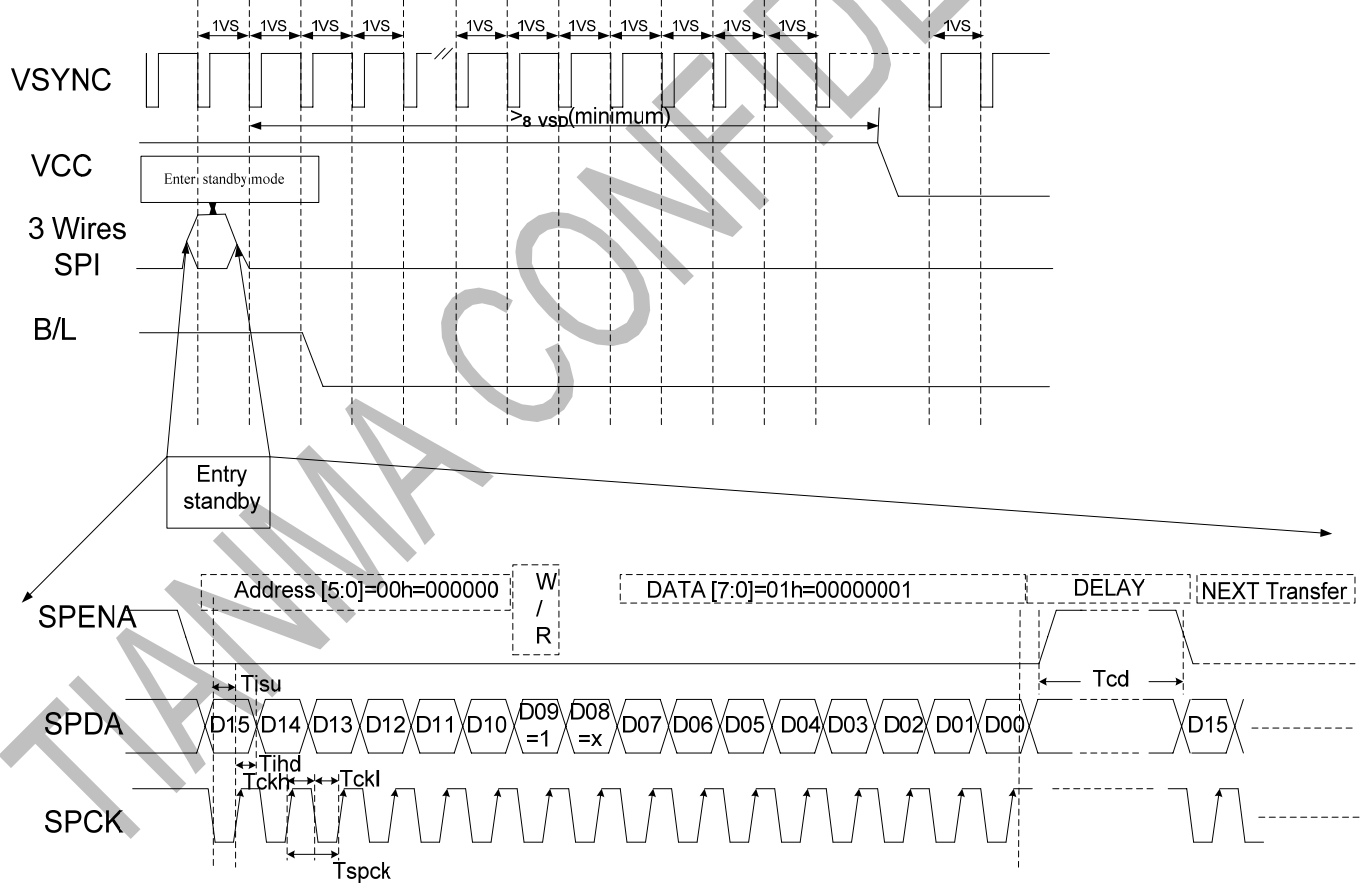 1VS 1VS 1VS 1VS 1VS 1VS 1VS 1VS 1VS 1VS 1VS 1VS
VSYNC
>8 VSD(minimum)
VCC
Enter standby mode
3 Wires
SPI
B/L
Entry
standby
Address [5:0]=00h=000000
W
/
R
DATA [7:0]=01h=00000001
DELAY
NEXT Transfer
SPENA
Tisu
Tcd
SPDA
D15 D14 D13 D12 D11 D10 D09
=1 D08
=x D07 D06 D05 D04 D03 D02 D01 D00 D15
Tihd
Tckh Tckl
SPCK
Tspck
TIANMA CONFIDE